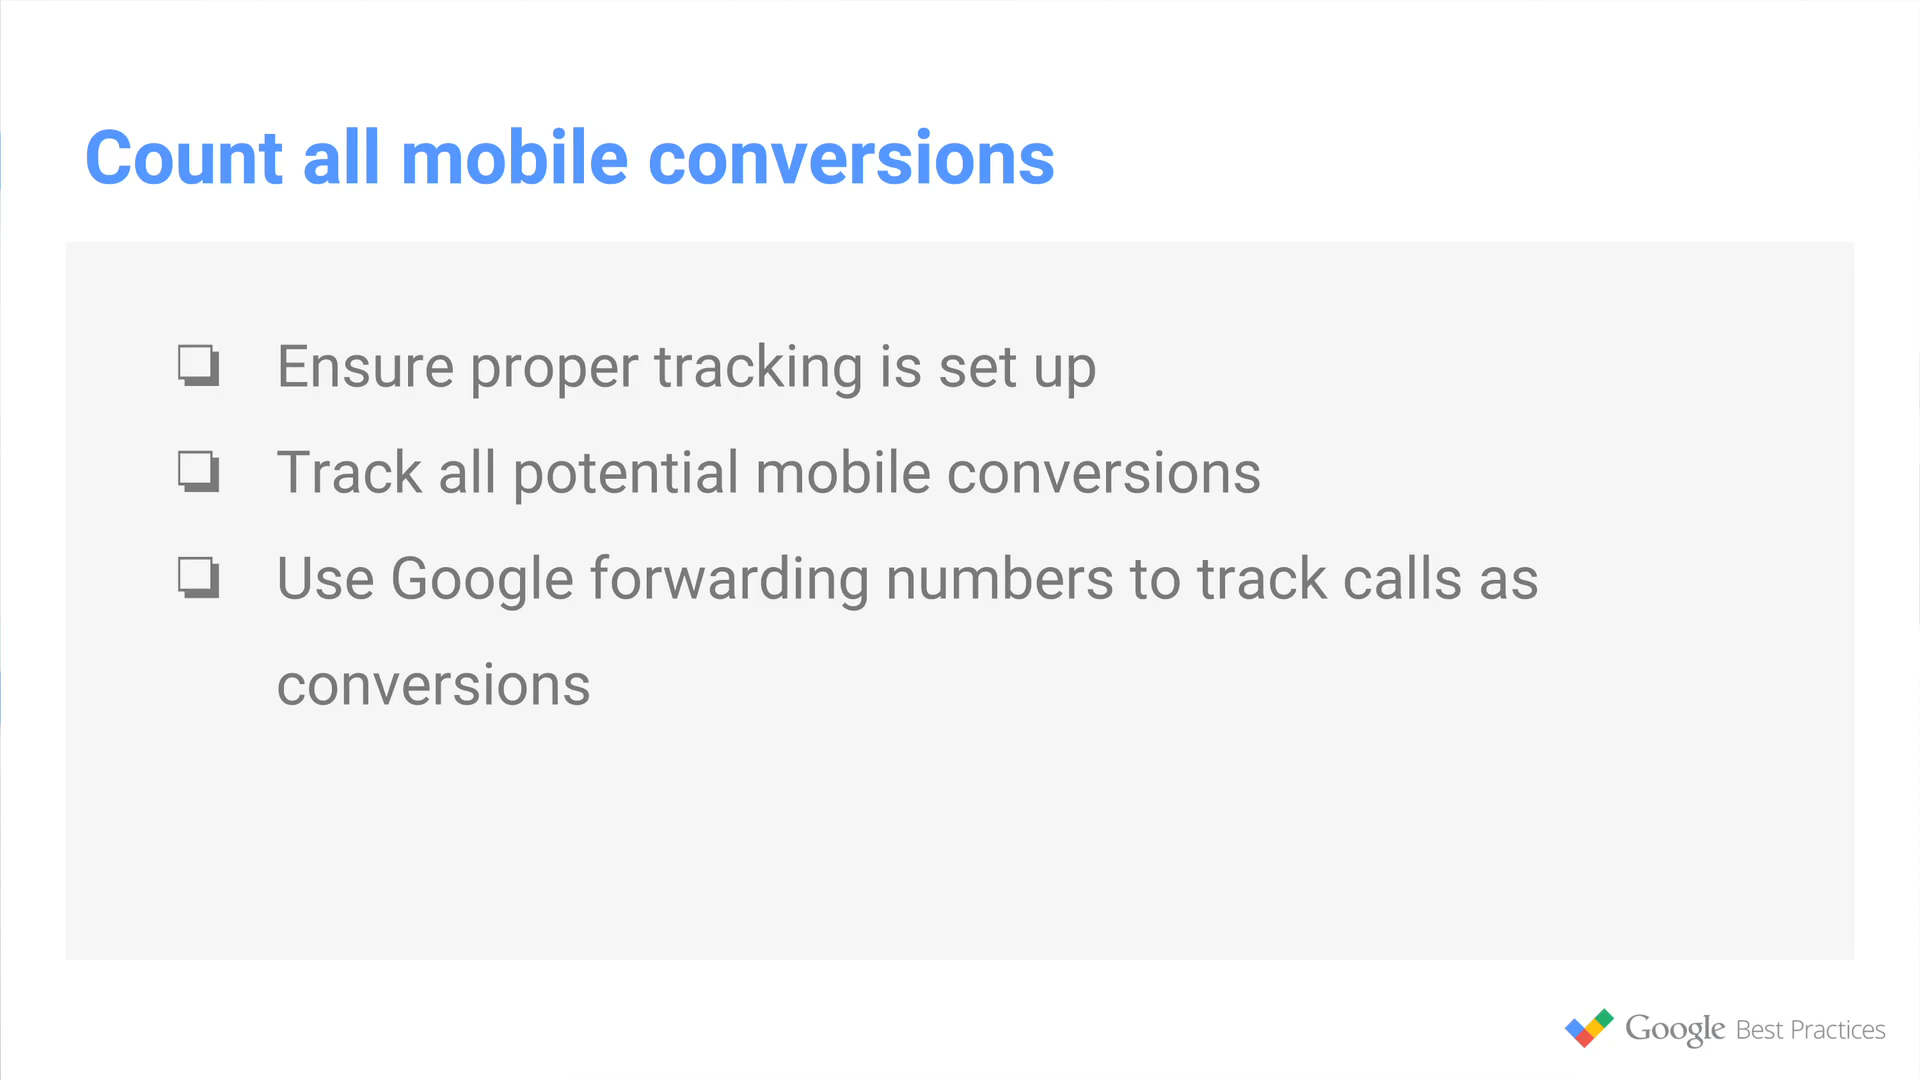 Count all mobile conversions
Ensure proper tracking is set up
Track all potential mobile conversions
Use Google forwarding numbers to track calls as
conversions
Google Best Practices